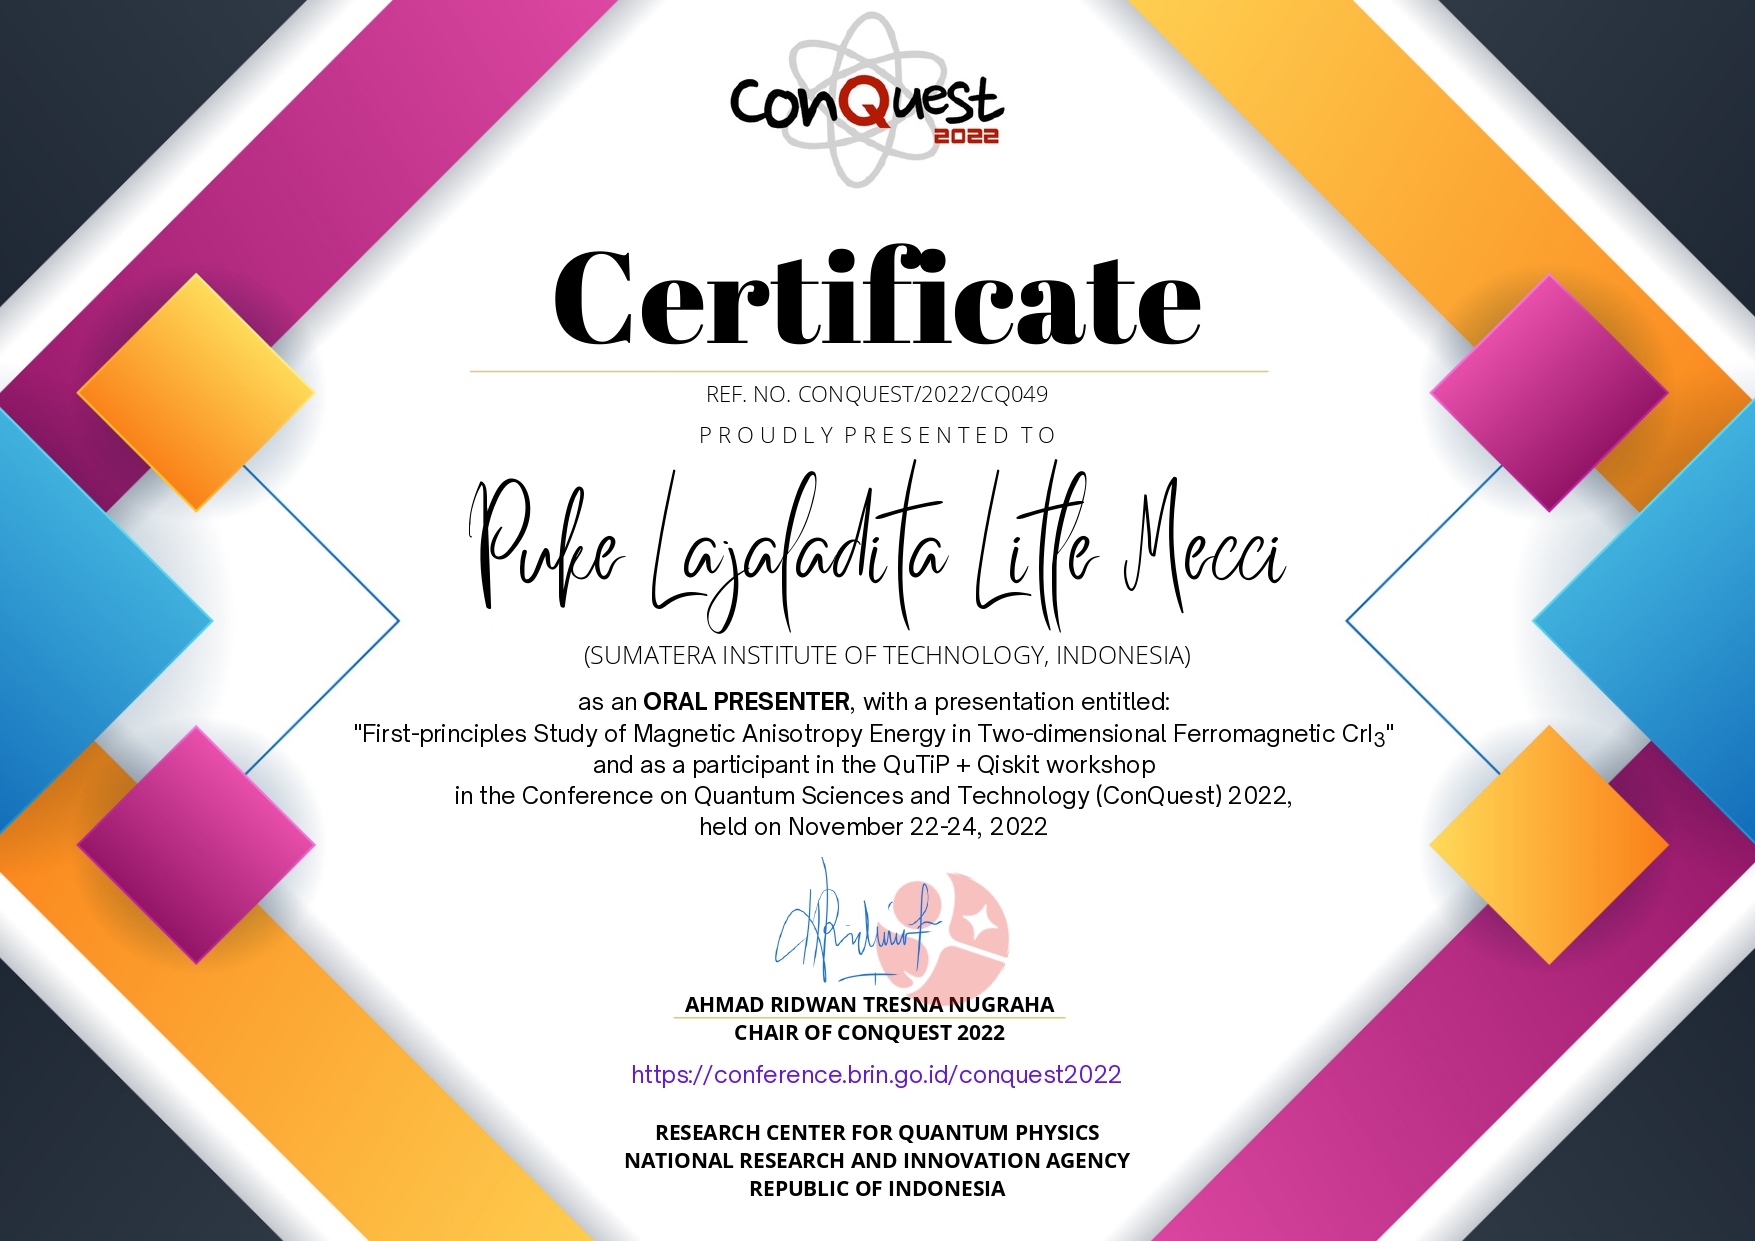 ConQuest
2022
Certificate
REF. NO. CONQUEST/2022/CQ049
PROUDLY PRESENTED TO
Puke Lajaladita Litle Mecci
(SUMATERA INSTITUTE OF TECHNOLOGY, INDONESIA)
as an ORAL PRESENTER, with a presentation entitled:
"First-principles Study of Magnetic Anisotropy Energy in Two-dimensional Ferromagnetic CrI₃"
and as a participant in the QuTiP + Qiskit workshop
in the Conference on Quantum Sciences and Technology (ConQuest) 2022,
held on November 22-24, 2022
AHMAD RIDWAN TRESNA NUGRAHA
CHAIR OF CONQUEST 2022
https://conference.brin.go.id/conquest2022
RESEARCH CENTER FOR QUANTUM PHYSICS
NATIONAL RESEARCH AND INNOVATION AGENCY
REPUBLIC OF INDONESIA